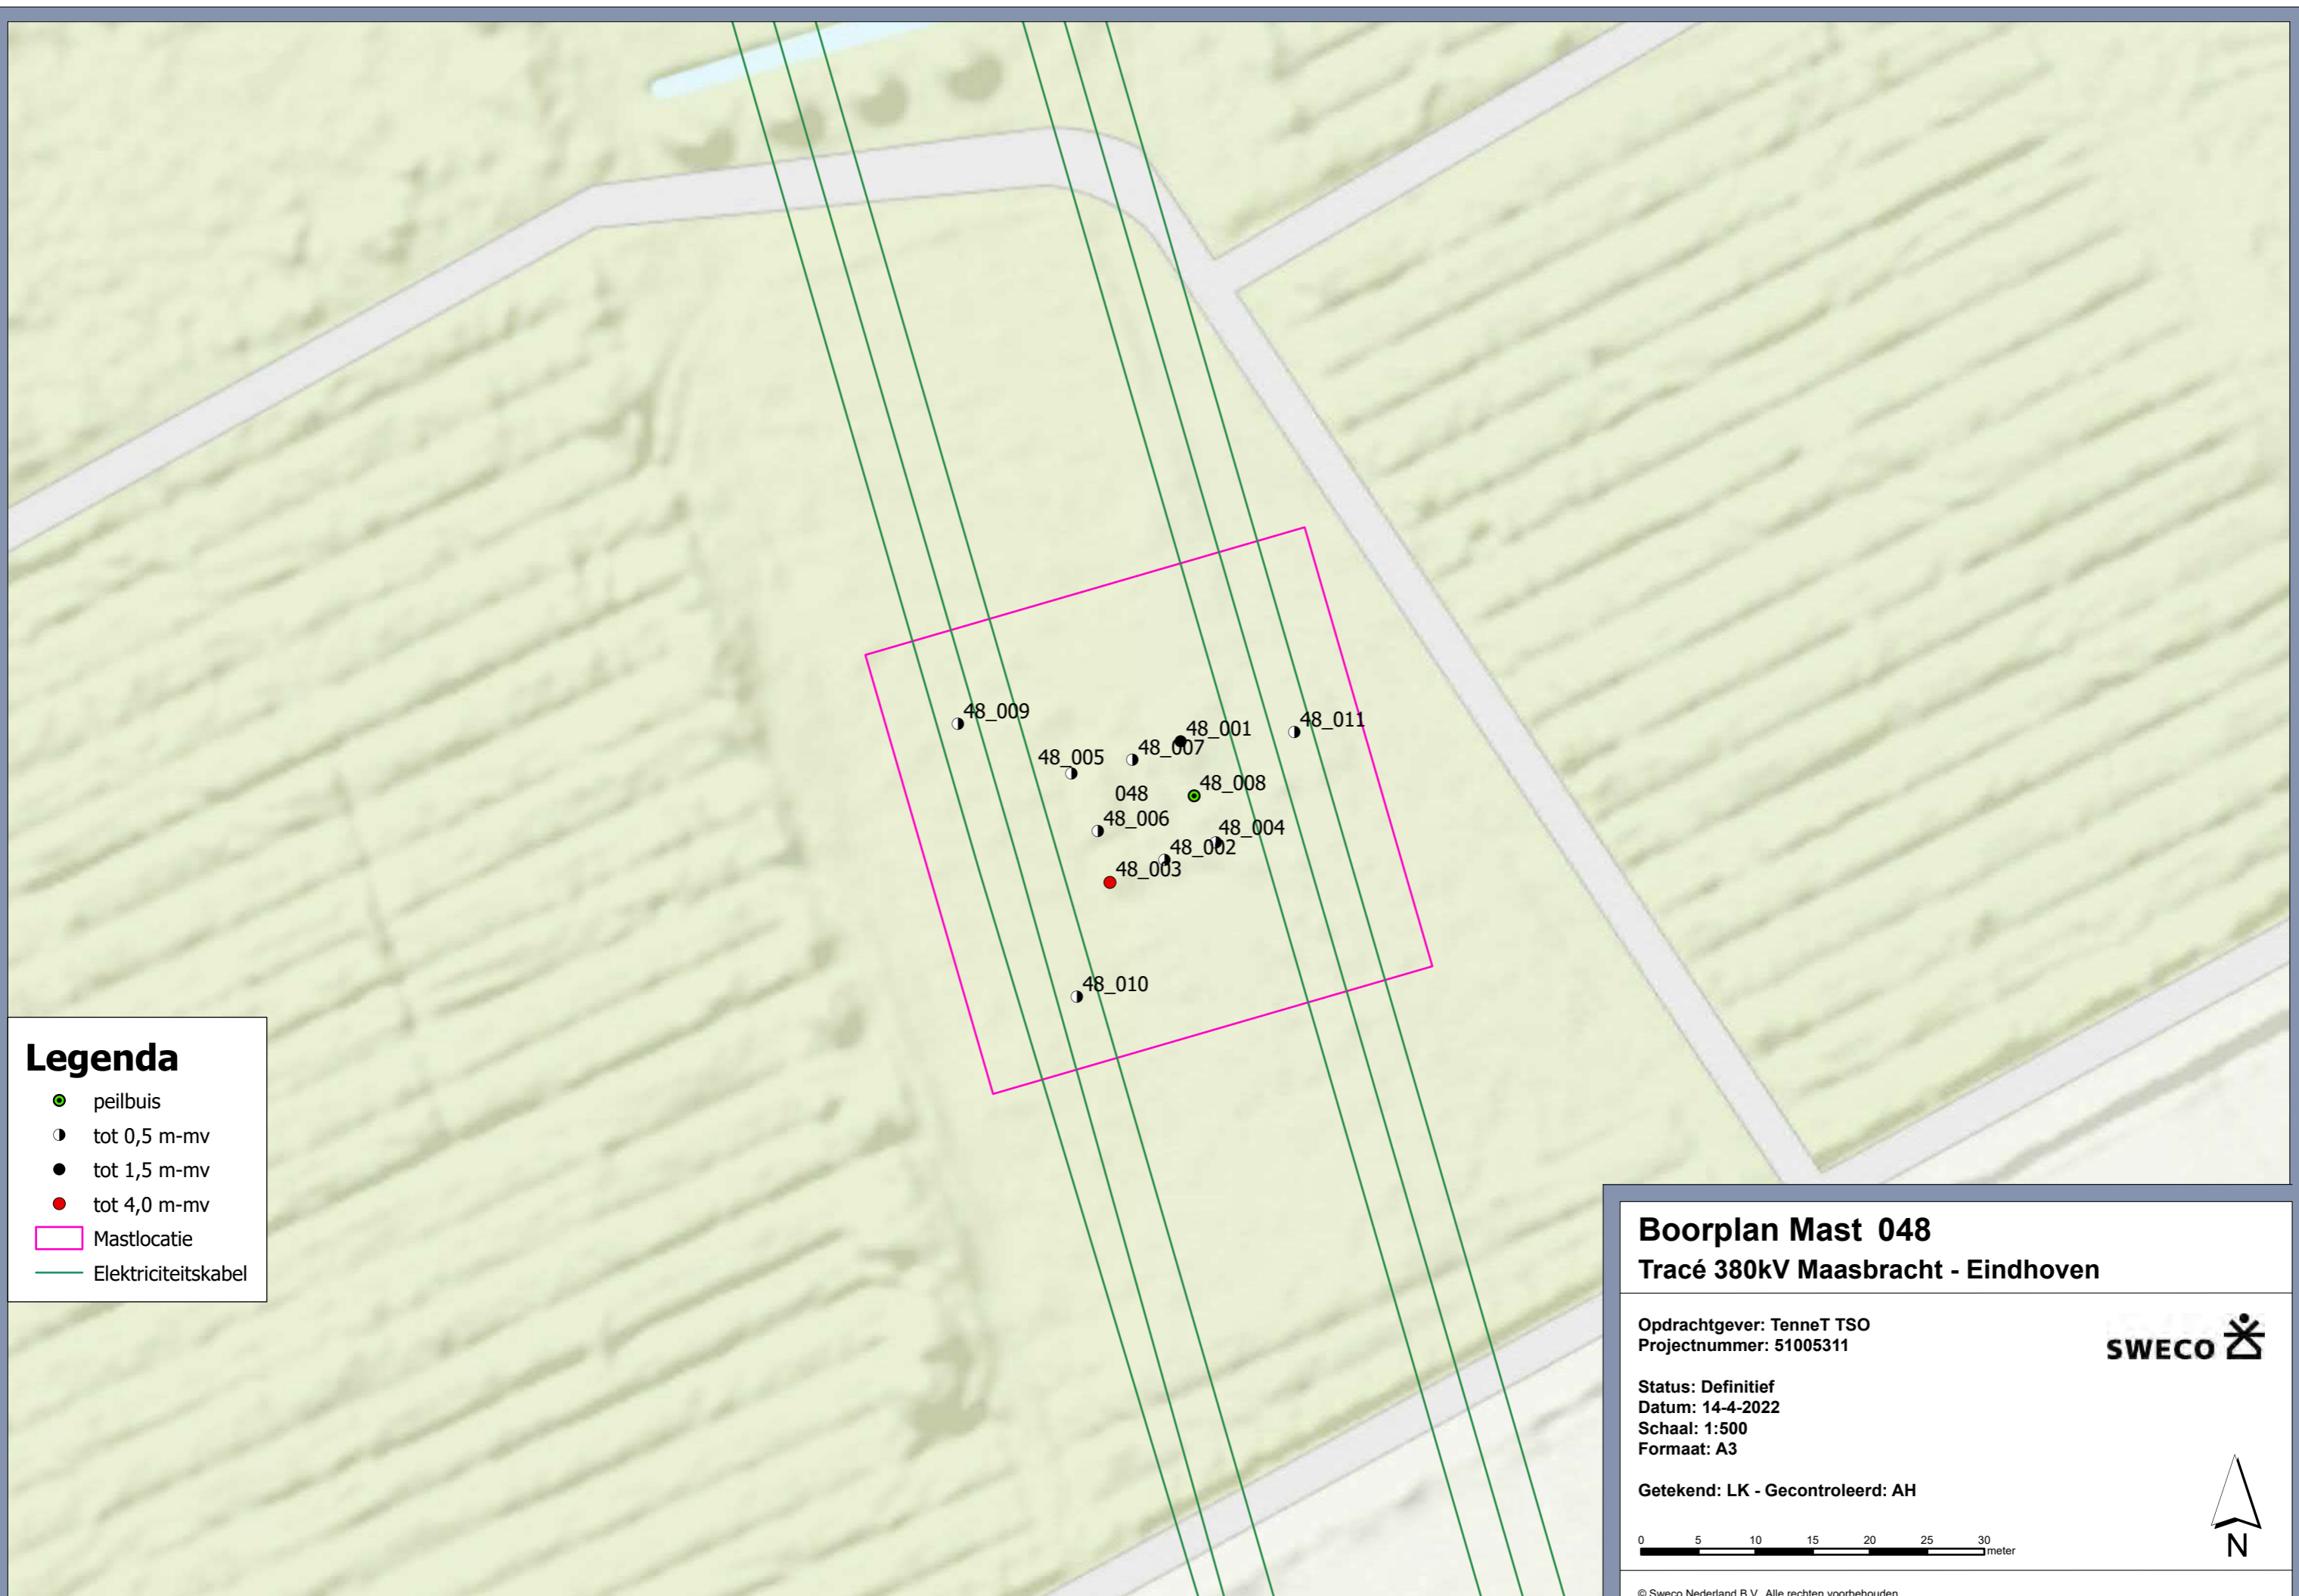 48_009
48_011
48_001
48_007
48_005
48_008
048
48_006
48_004
48_002
48_003
48_010
Legenda
peilbuis
tot 0,5 m-mv
tot 1,5 m-mv
tot 4,0 m-mv
Mastlocatie
Elektriciteitskabel
Boorplan Mast 048
Tracé 380kV Maasbracht - Eindhoven
Opdrachtgever: TenneT TSO
Projectnummer: 51005311
SWECO
Status: Definitief
Datum: 14-4-2022
Schaal: 1:500
Formaat: A3
Getekend: LK - Gecontroleerd: AH
0 5 10 15 20 25 30
meter
N
© Sweco Nederland B.V. Alle rechten voorbehouden